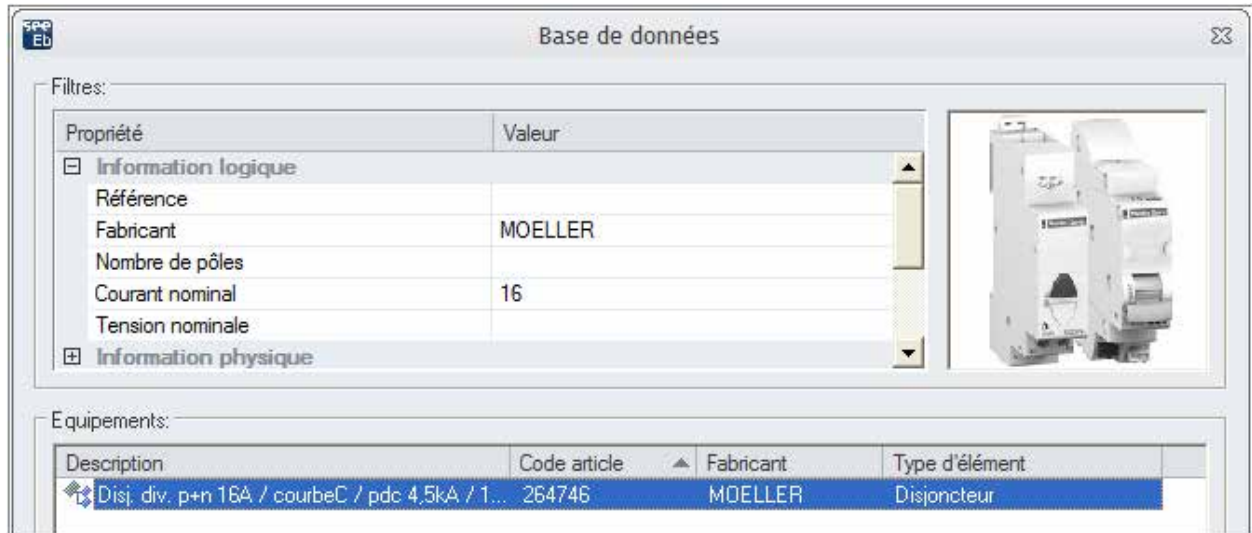 see
Eb
Base de données
Filtres:
Propriété Valeur
Information logique
Référence
Fabricant MOELLER
Nombre de pôles
Courant nominal 16
Tension nominale
Information physique
Equipements:
Description Code article Fabricant Type d'élément
Disj. div. p+n 16A / courbeC / pdc 4,5kA / 1... 264746 MOELLER Disjoncteur